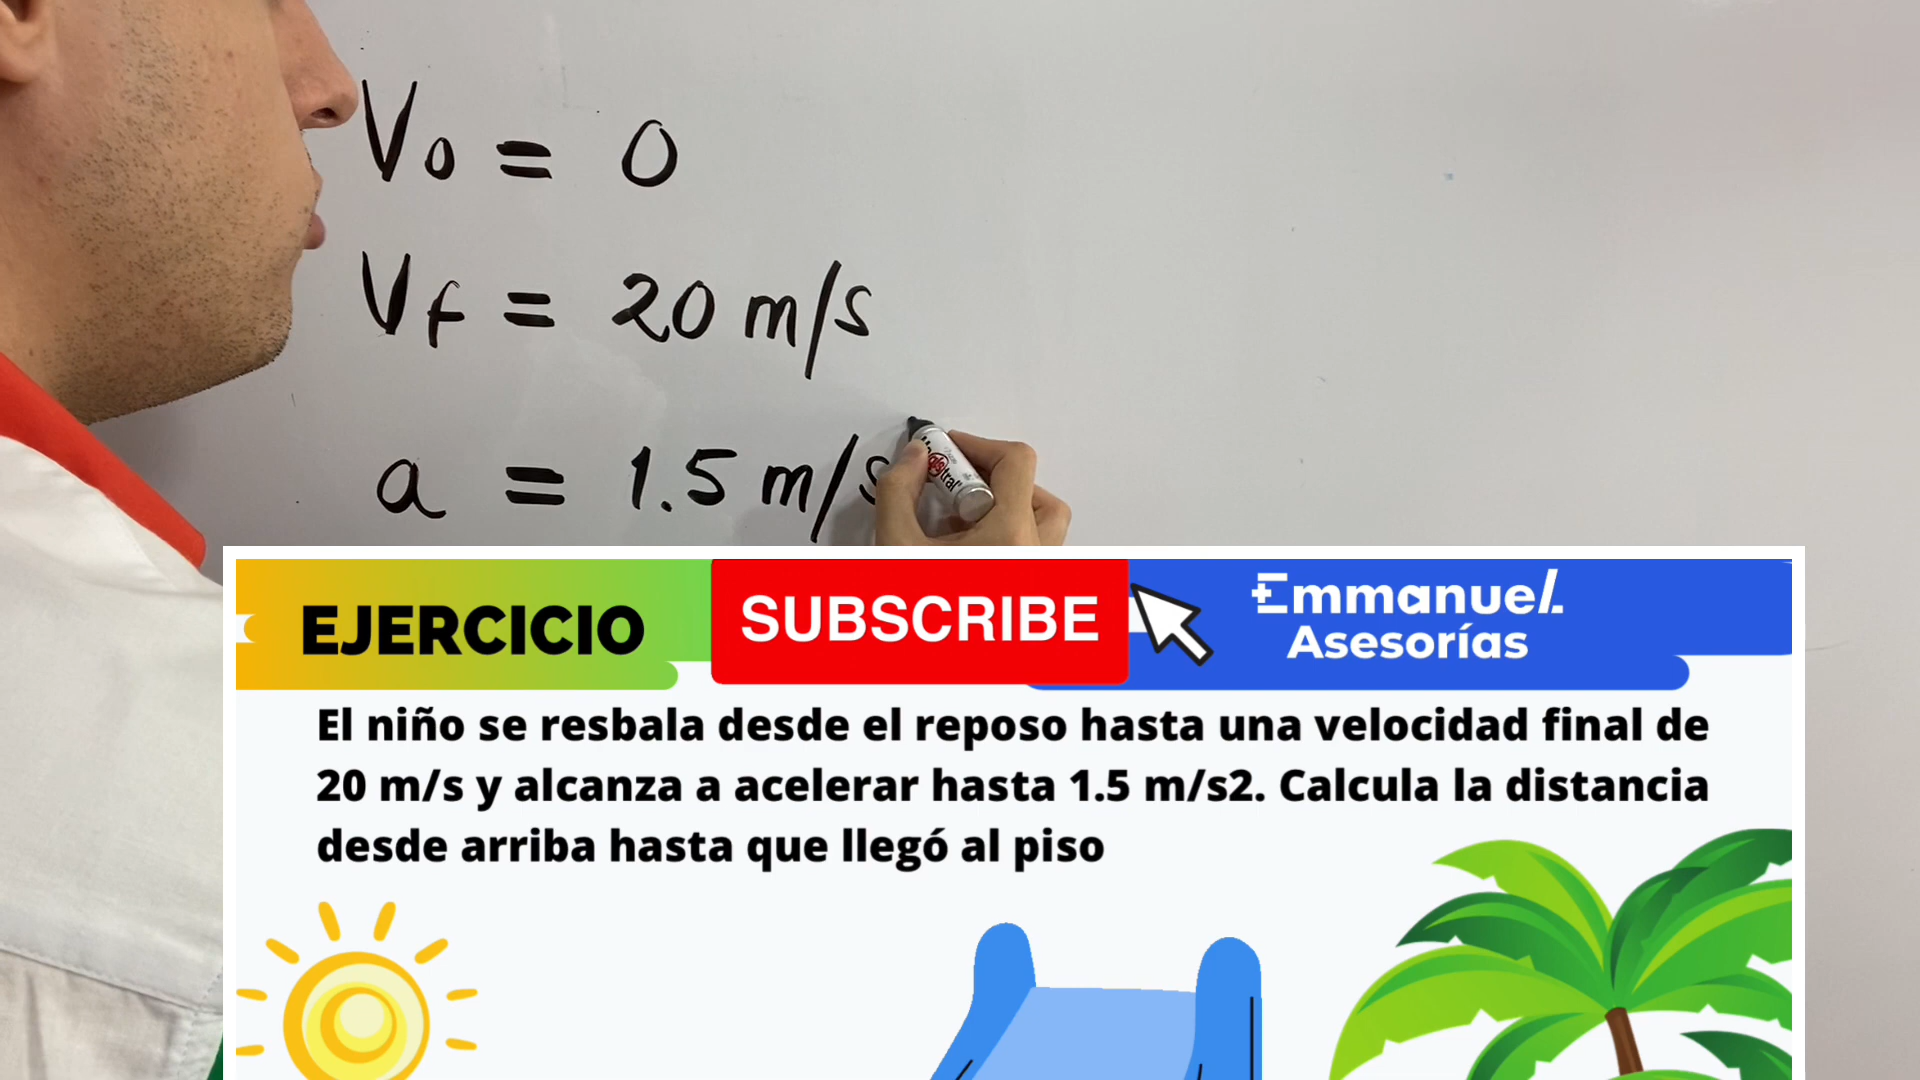 V₀ = 0
Vf = 20 m/s
a = 1.5 m/s
EJERCICIO
SUBSCRIBE
Emmanuel
Asesorías
El niño se resbala desde el reposo hasta una velocidad final de
20 m/s y alcanza a acelerar hasta 1.5 m/s2. Calcula la distancia
desde arriba hasta que llegó al piso